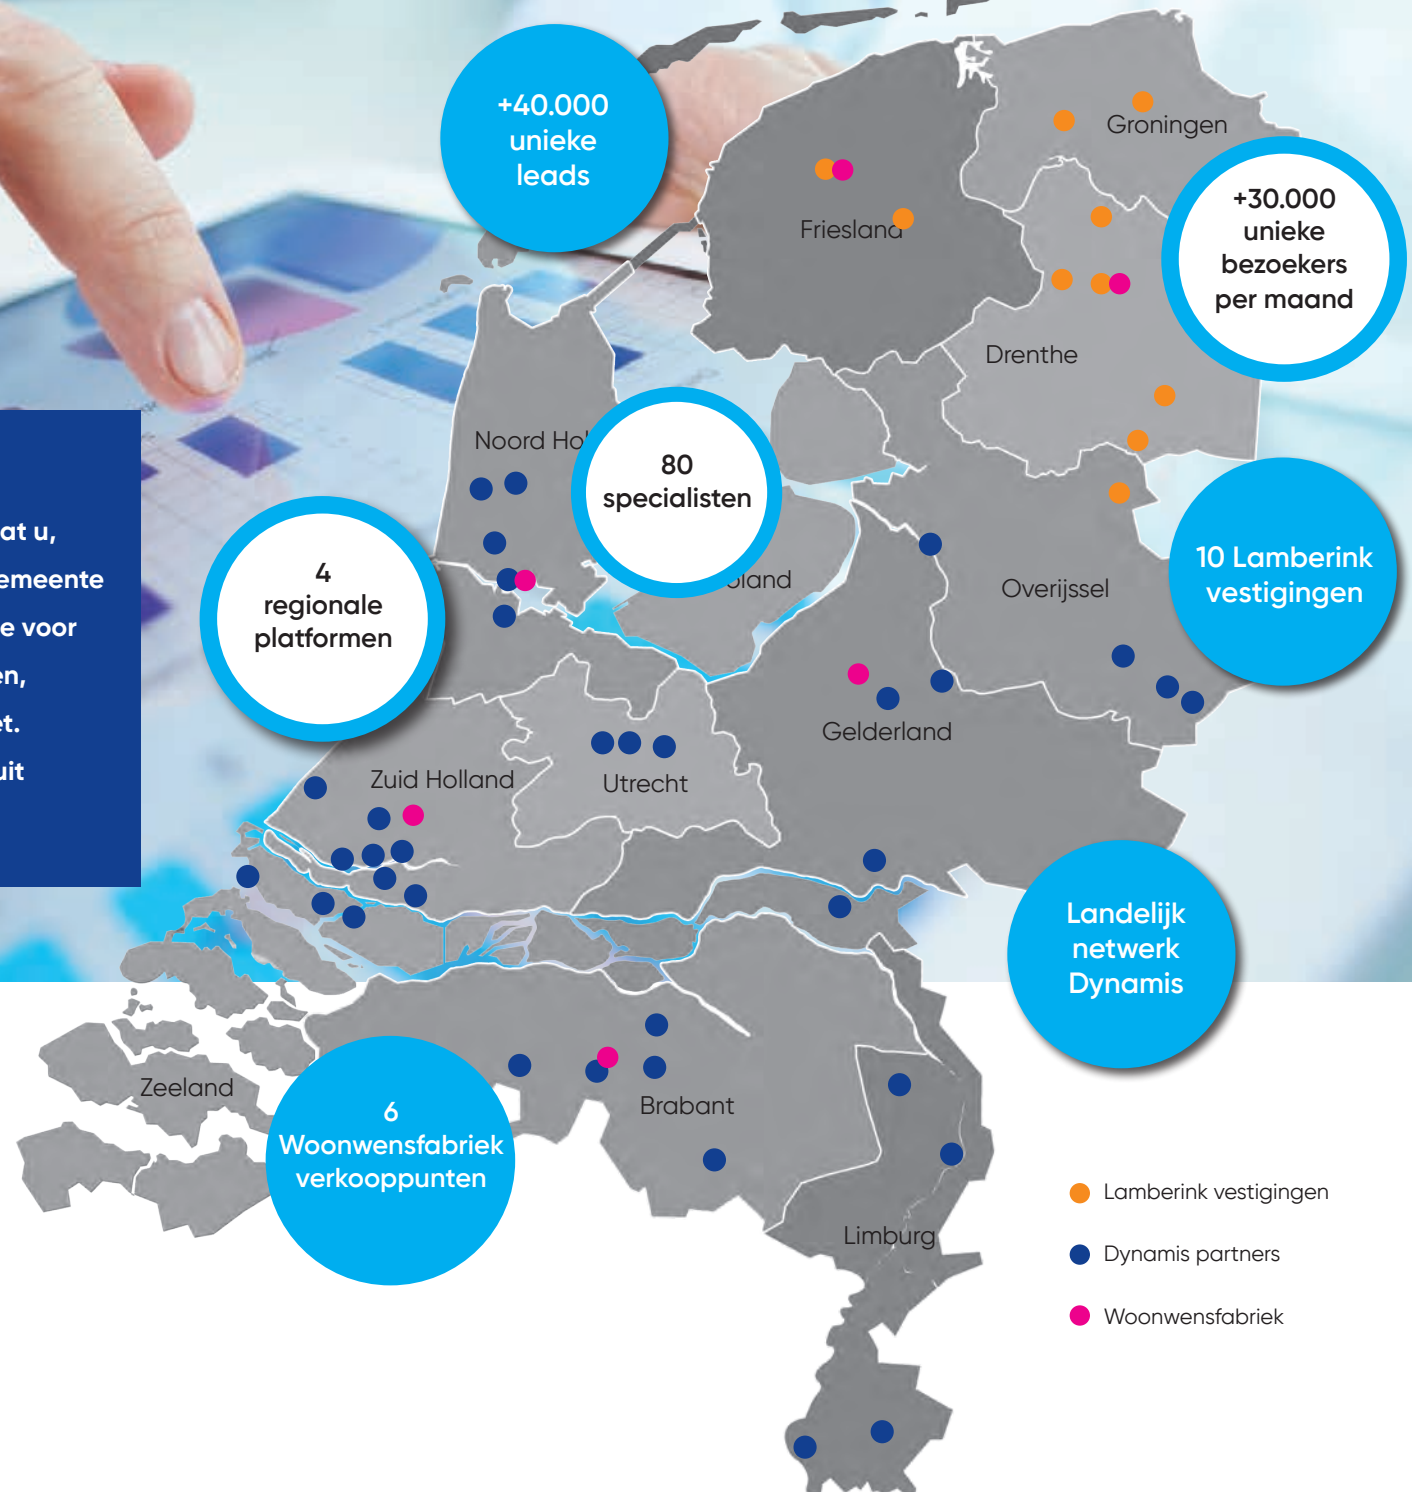 +40.000
unieke
leads
Groningen
+30.000
unieke
bezoekers
per maand
Friesland
Drenthe
Noord Hol
80
specialisten
at u,
emeente
e voor
en,
et.
uit
4
regionale
platformen
oland
Overijssel
10 Lamberink
vestigingen
Gelderland
Zuid Holland
Utrecht
Landelijk
netwerk
Dynamis
Zeeland
6
Woonwensfabriek
verkooppunten
Brabant
Limburg
Lamberink vestigingen
Dynamis partners
Woonwensfabriek